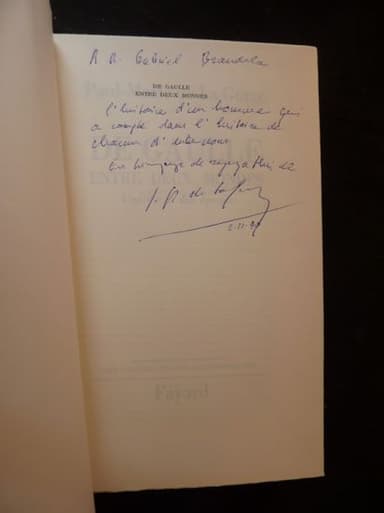 Gabriel
DE GAULLE
ENTRE DEUX MONDES
l'histoire d'un homme qui
a compté dans l'histoire de
chacun d'entre nous
En hommage de sympathie de
Fayard